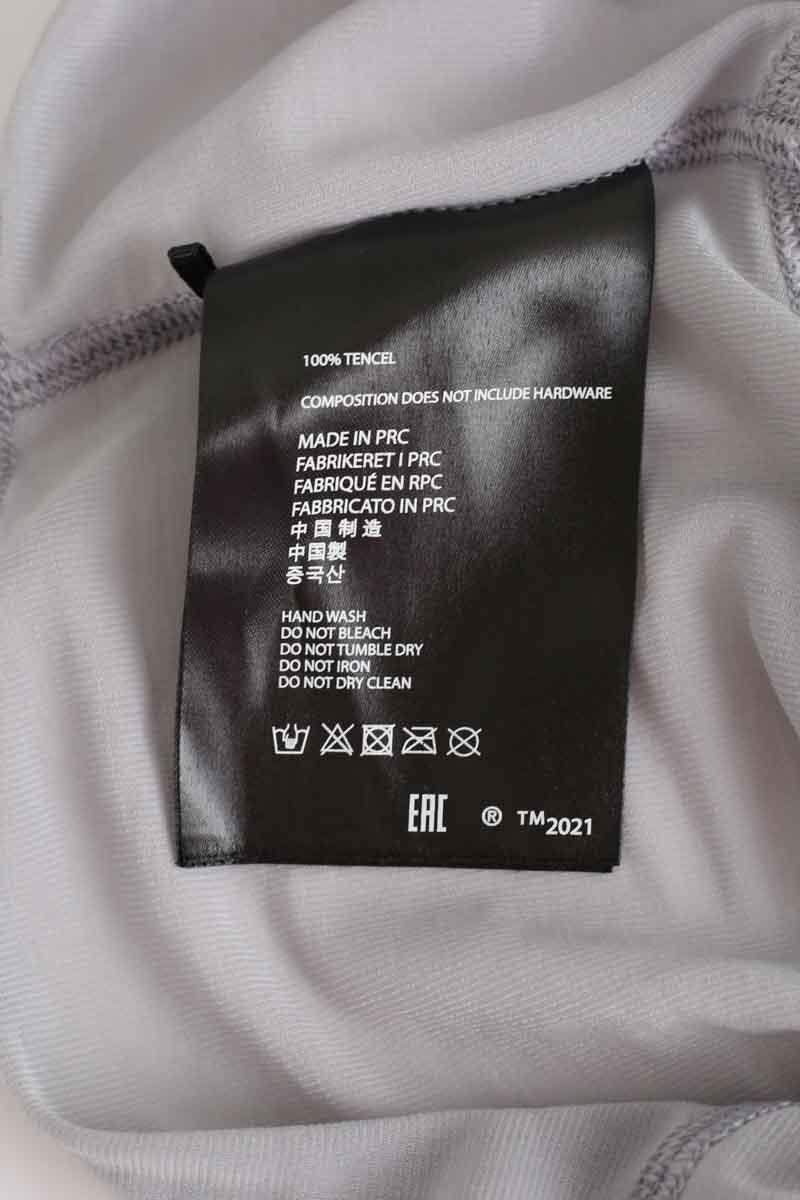 100% TENCEL
COMPOSITION DOES NOT INCLUDE HARDWARE
MADE IN PRC
FABRIKERET I PRC
FABRIQUÉ EN RPC
FABBRICATO IN PRC
中国制造
中国製
중국산
HAND WASH
DO NOT BLEACH
DO NOT TUMBLE DRY
DO NOT IRON
DO NOT DRY CLEAN
EAC ® TM 2021